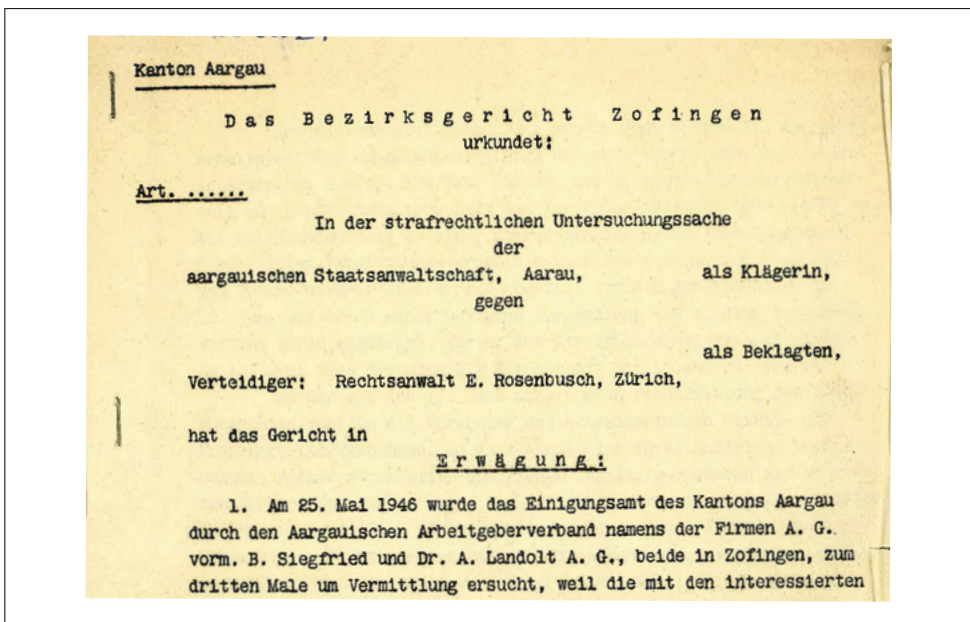 Kanton Aargau
Das Bezirksgericht Zofingen
urkundet:
Art. ......
In der strafrechtlichen Untersuchungssache
der
aargauischen Staatsanwaltschaft, Aarau, als Klägerin,
gegen
als Beklagten,
Verteidiger: Rechtsanwalt E. Rosenbusch, Zürich,
hat das Gericht in
Erwägung:
1. Am 25. Mai 1946 wurde das Einigungsamt des Kantons Aargau
durch den Aargauischen Arbeitgeberverband namens der Firmen A. G.
vorm. B. Siegfried und Dr. A. Landolt A. G., beide in Zofingen, zum
dritten Male um Vermittlung ersucht, weil die mit den interessierten